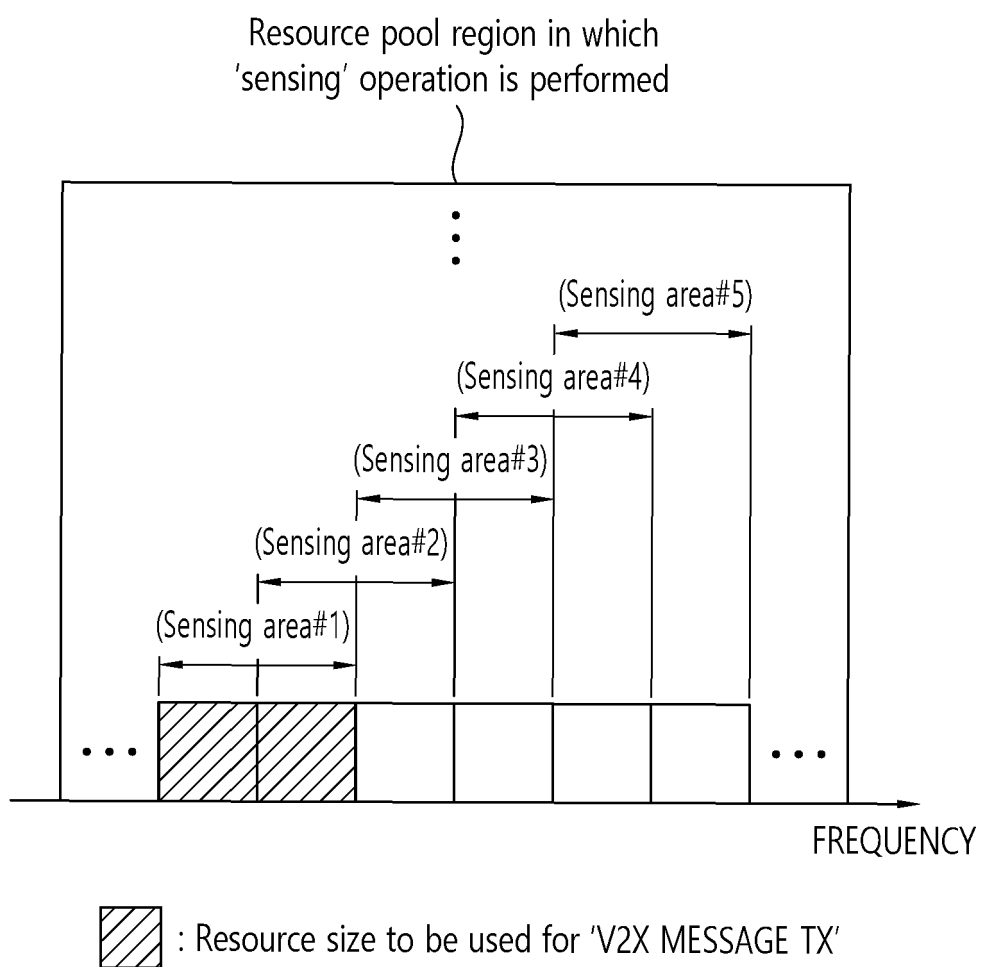 Resource pool region in which
'sensing' operation is performed
(Sensing area#5)
(Sensing area#4)
(Sensing area#3)
(Sensing area#2)
(Sensing area#1)
FREQUENCY
: Resource size to be used for 'V2X MESSAGE TX'